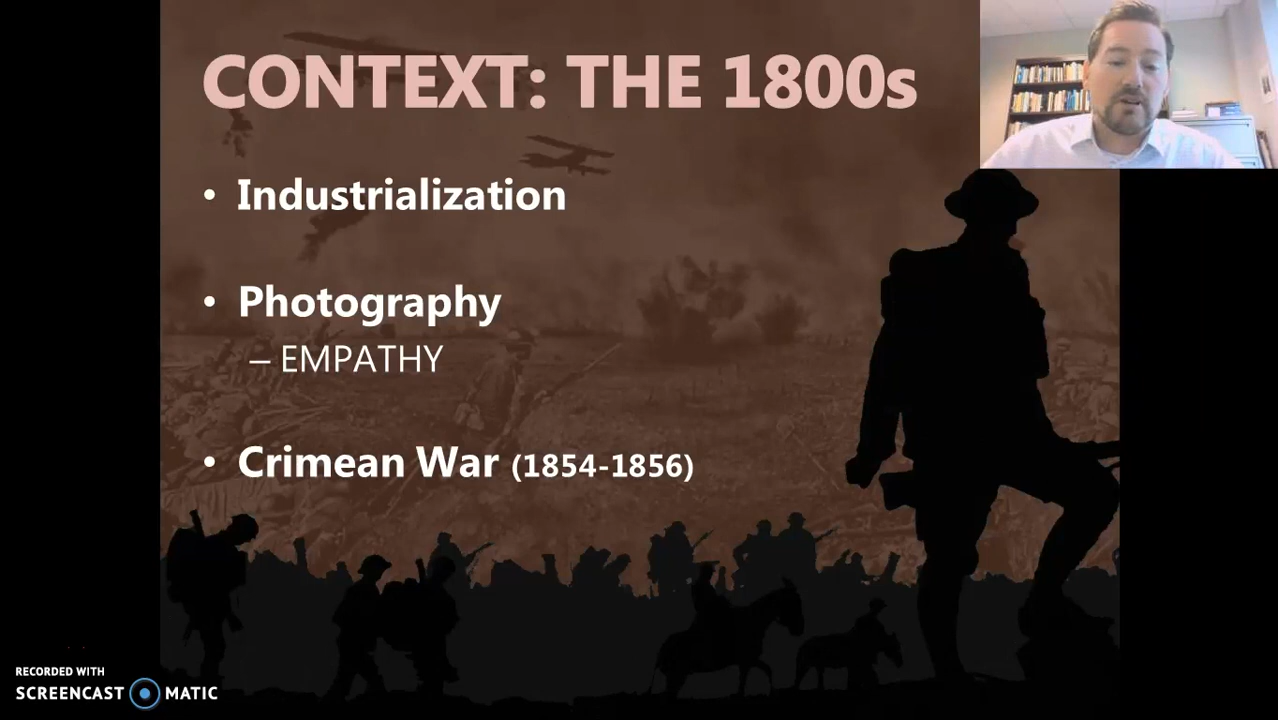 CONTEXT: THE 1800s
• Industrialization
• Photography
– EMPATHY
• Crimean War (1854-1856)
RECORDED WITH
SCREENCAST MATIC